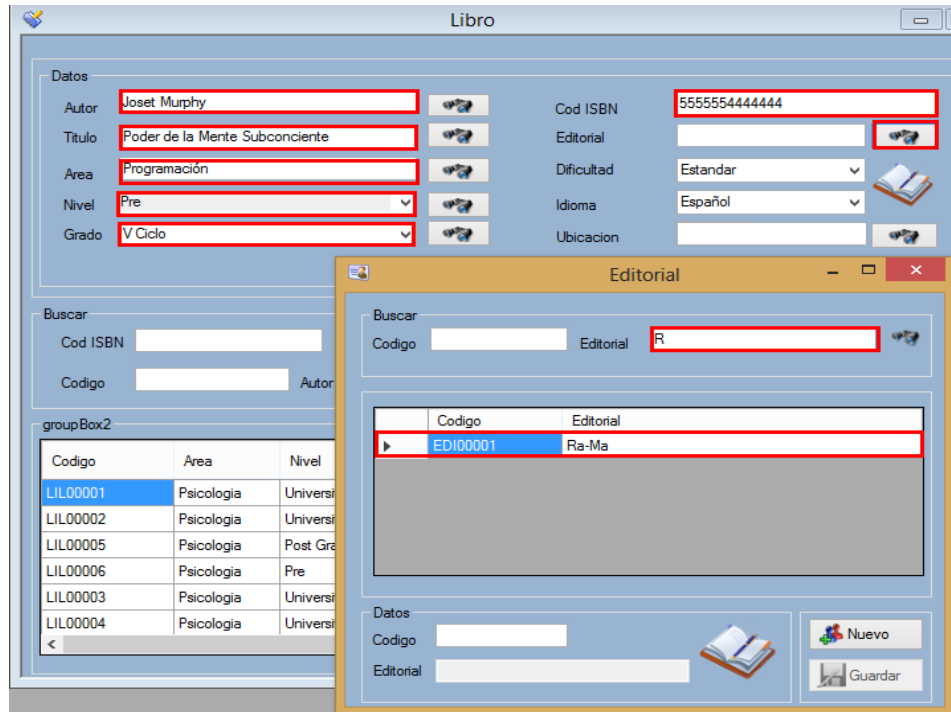 Libro
Datos
Autor Joset Murphy
Titulo Poder de la Mente Subconciente
Area Programación
Nivel Pre
Grado V Ciclo
Cod ISBN 5555554444444
Editorial
Dificultad Estandar
Idioma Español
Ubicacion
Buscar
Cod ISBN
Codigo Autor
groupBox2
Codigo Area Nivel
LIL00001 Psicologia Universi
LIL00002 Psicologia Universi
LIL00005 Psicologia Post Gra
LIL00006 Psicologia Pre
LIL00003 Psicologia Universi
LIL00004 Psicologia Universi
Editorial
Buscar
Codigo Editorial R
Codigo Editorial
EDI00001 Ra-Ma
Datos
Codigo
Editorial
Nuevo
Guardar